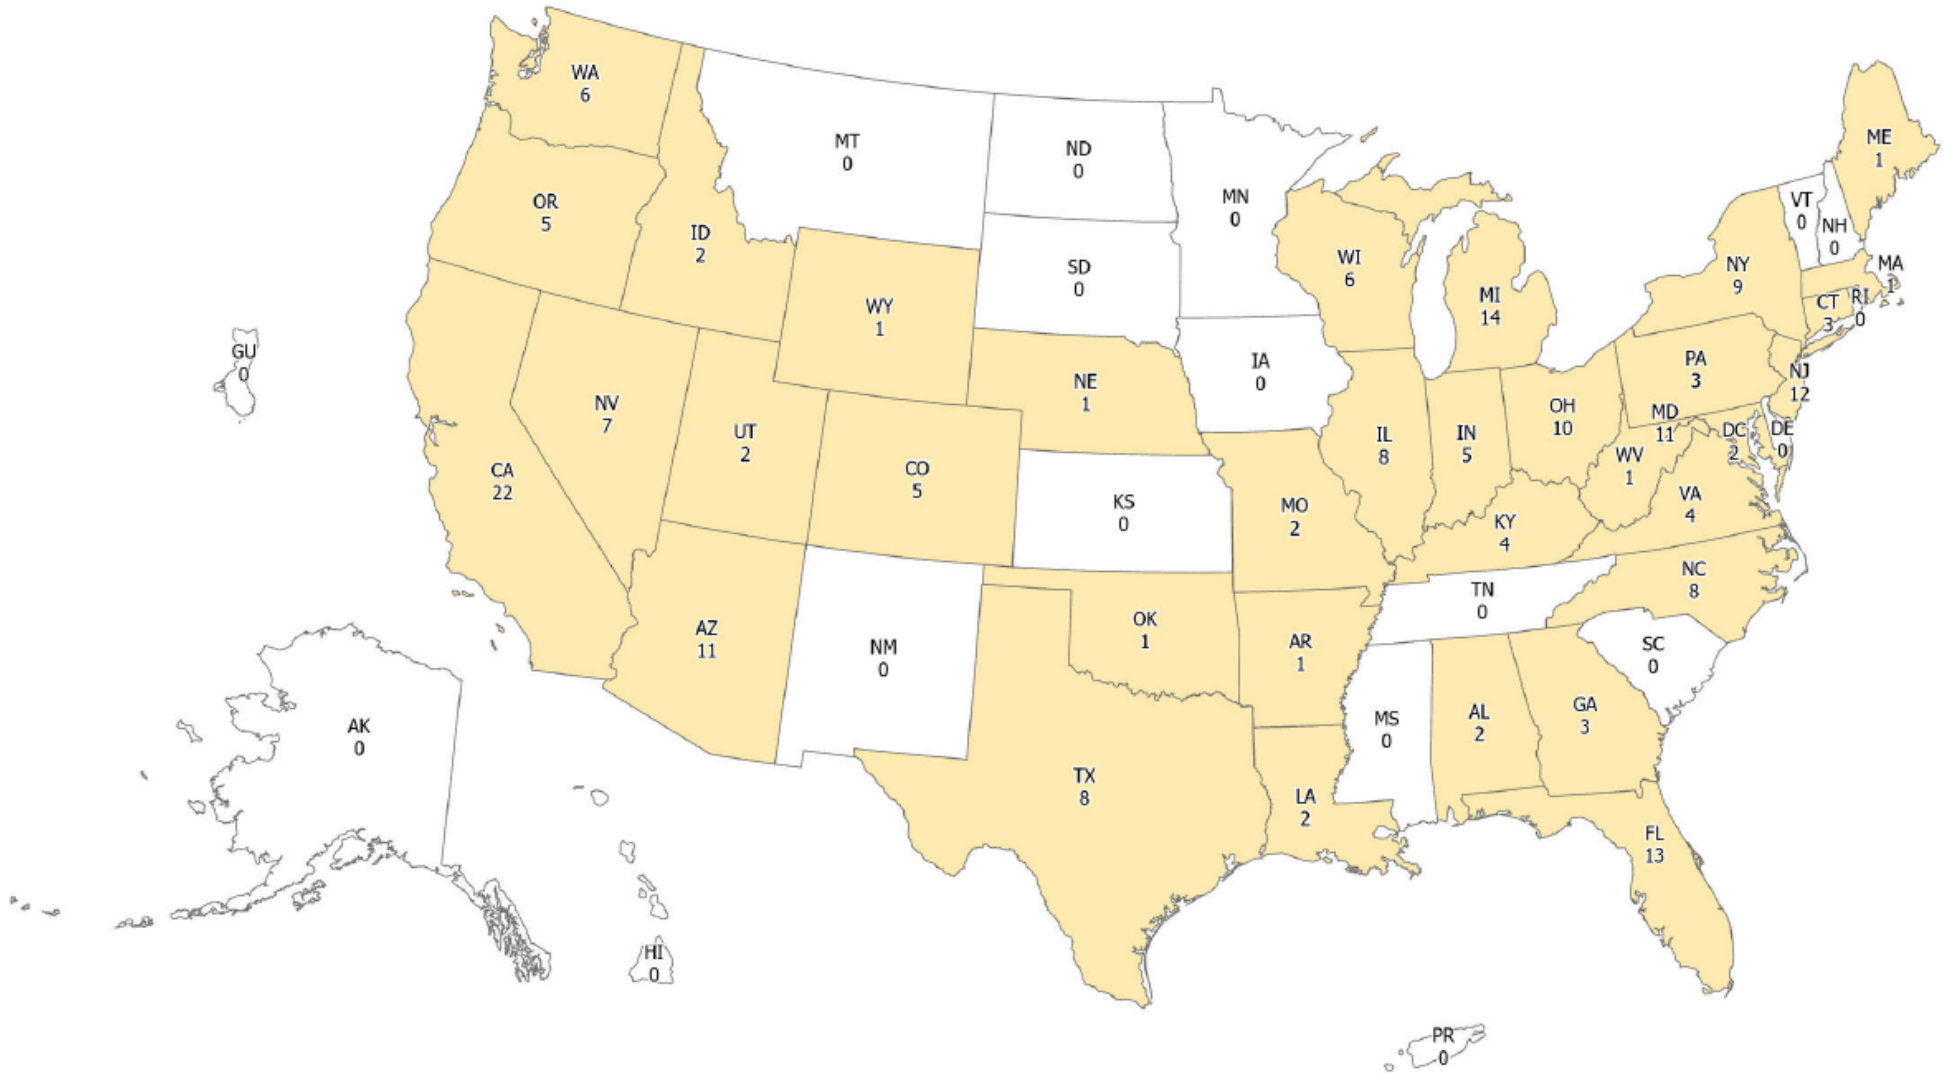 WA
6
MT
0
ND
0
MN
0
ME
1
OR
5
ID
2
VT
0
NH
0
WI
6
NY
9
MA
1
SD
0
MI
14
CT
3
RI
0
WY
1
GU
0
IA
0
PA
3
NJ
12
NE
1
NV
7
UT
2
OH
10
MD
11
DC
2
DE
0
IL
8
IN
5
WV
1
CA
22
CO
5
KS
0
MO
2
VA
4
KY
4
NC
8
TN
0
AZ
11
NM
0
OK
1
AR
1
SC
0
MS
0
AL
2
GA
3
AK
0
TX
8
LA
2
FL
13
HI
0
PR
0